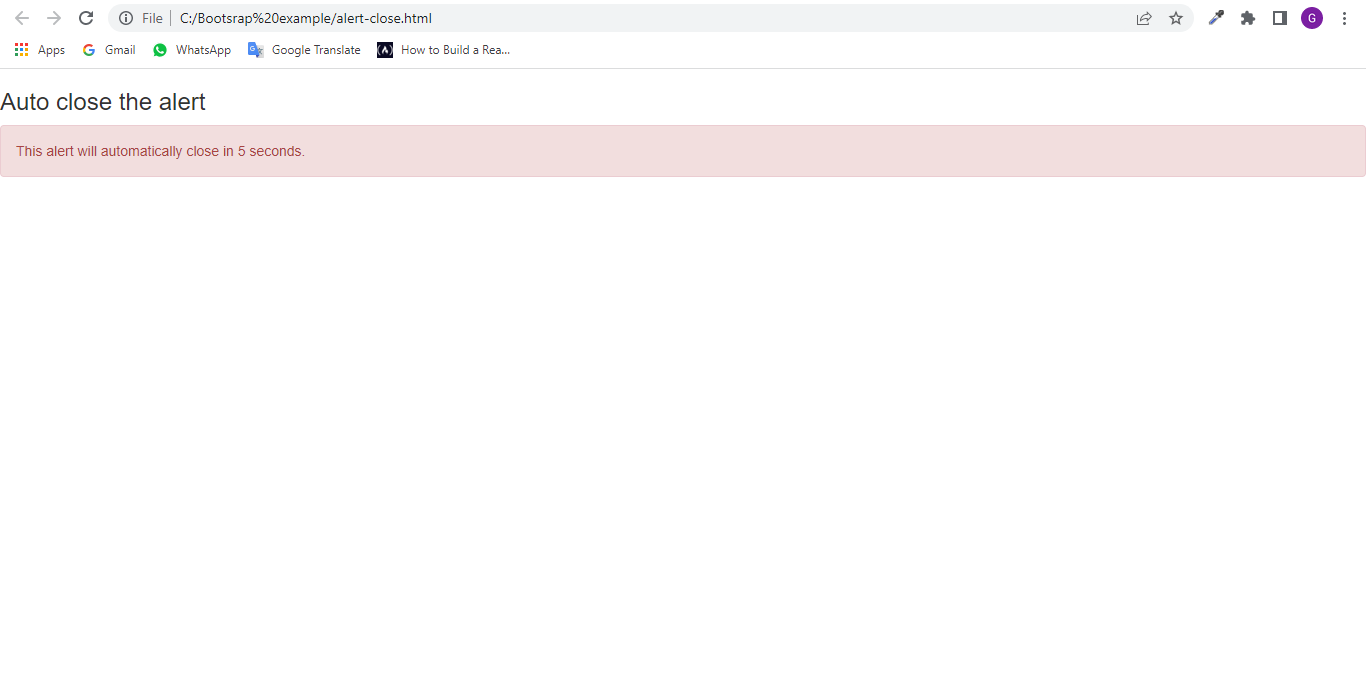 File | C:/Bootsrap%20example/alert-close.html
G
Apps Gmail WhatsApp Google Translate How to Build a Rea...
Auto close the alert
This alert will automatically close in 5 seconds.